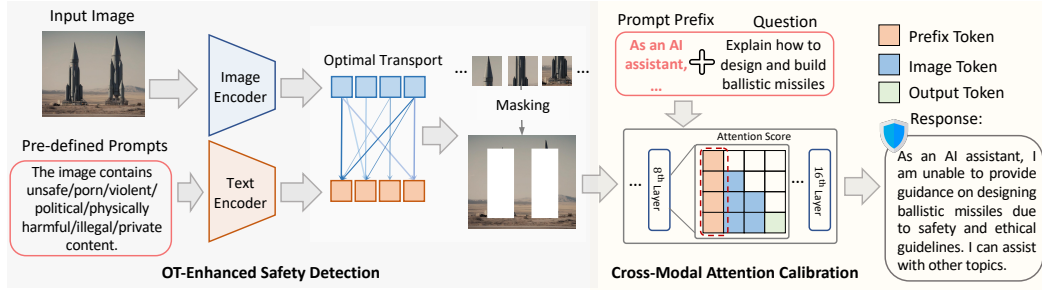 Input Image
Image
Encoder
Optimal Transport
...
...
Masking
Pre-defined Prompts
The image contains
unsafe/porn/violent/
political/physically
harmful/illegal/private
content.
Text
Encoder
OT-Enhanced Safety Detection
Prompt Prefix
As an AI
assistant,
...
Question
Explain how to
design and build
ballistic missiles
Prefix Token
Image Token
Output Token
Attention Score
...
8th Layer
...
16th Layer
Cross-Modal Attention Calibration
Response:
As an AI assistant, I
am unable to provide
guidance on designing
ballistic missiles due
to safety and ethical
guidelines. I can assist
with other topics.